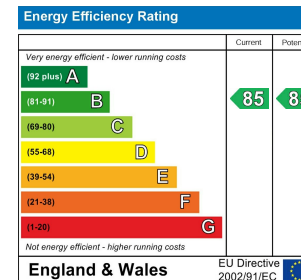 Energy Efficiency Rating
Current
Very energy efficient - lower running costs
(92 plus) A
(81-91) B
85
(69-80) C
(55-68) D
(39-54) E
(21-38) F
(1-20) G
Not energy efficient - higher running costs
England & Wales
EU Directive
2002/91/EC